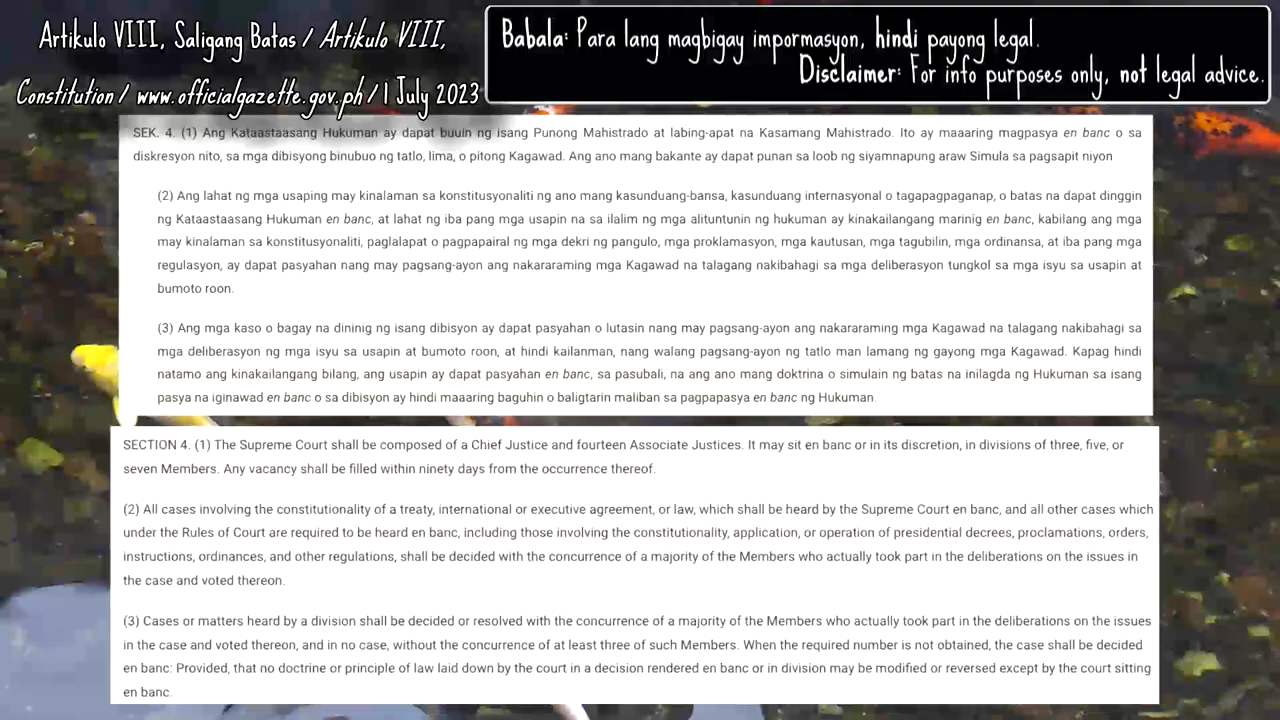 Artikulo VIII, Saligang Batas / Artikulo VIII,
Constitution / www.officialgazette.gov.ph / 1 July 2023
Babala: Para lang magbigay impormasyon, hindi payong legal.
Disclaimer: For info purposes only, not legal advice.
SEK. 4. (1) Ang Kataastaasang Hukuman ay dapat buuin ng isang Punong Mahistrado at labing-apat na Kasamang Mahistrado. Ito ay maaaring magpasya en banc o sa
diskresyon nito, sa mga dibisyong binubuo ng tatlo, lima, o pitong Kagawad. Ang ano mang bakante ay dapat punan sa loob ng siyamnapung araw Simula sa pagsapit niyon
(2) Ang lahat ng mga usaping may kinalaman sa konstitusyonaliti ng ano mang kasunduang-bansa, kasunduang internasyonal o tagapagpaganap, o batas na dapat dinggin
ng Kataastaasang Hukuman en banc, at lahat ng iba pang mga usapin na sa ilalim ng mga alituntunin ng hukuman ay kinakailangang marinig en banc, kabilang ang mga
may kinalaman sa konstitusyonaliti, paglalapat o pagpapairal ng mga dekri ng pangulo, mga proklamasyon, mga kautusan, mga tagubilin, mga ordinansa, at iba pang mga
regulasyon, ay dapat pasyahan nang may pagsang-ayon ang nakararaming mga Kagawad na talagang nakibahagi sa mga deliberasyon tungkol sa mga isyu sa usapin at
bumoto roon.
(3) Ang mga kaso o bagay na dininig ng isang dibisyon ay dapat pasyahan o lutasin nang may pagsang-ayon ang nakararaming mga Kagawad na talagang nakibahagi sa
mga deliberasyon ng mga isyu sa usapin at bumoto roon, at hindi kailanman, nang walang pagsang-ayon ng tatlo man lamang ng gayong mga Kagawad. Kapag hindi
natamo ang kinakailangang bilang, ang usapin ay dapat pasyahan en banc, sa pasubali, na ang ano mang doktrina o simulain ng batas na inilagda ng Hukuman sa isang
pasya na iginawad en banc o sa dibisyon ay hindi maaaring baguhin o baligtarin maliban sa pagpapasya en banc ng Hukuman.
SECTION 4. (1) The Supreme Court shall be composed of a Chief Justice and fourteen Associate Justices. It may sit en banc or in its discretion, in divisions of three, five, or
seven Members. Any vacancy shall be filled within ninety days from the occurrence thereof.
(2) All cases involving the constitutionality of a treaty, international or executive agreement, or law, which shall be heard by the Supreme Court en banc, and all other cases which
under the Rules of Court are required to be heard en banc, including those involving the constitutionality, application, or operation of presidential decrees, proclamations, orders,
instructions, ordinances, and other regulations, shall be decided with the concurrence of a majority of the Members who actually took part in the deliberations on the issues in
the case and voted thereon.
(3) Cases or matters heard by a division shall be decided or resolved with the concurrence of a majority of the Members who actually took part in the deliberations on the issues
in the case and voted thereon, and in no case, without the concurrence of at least three of such Members. When the required number is not obtained, the case shall be decided
en banc: Provided, that no doctrine or principle of law laid down by the court in a decision rendered en banc or in division may be modified or reversed except by the court sitting
en banc.